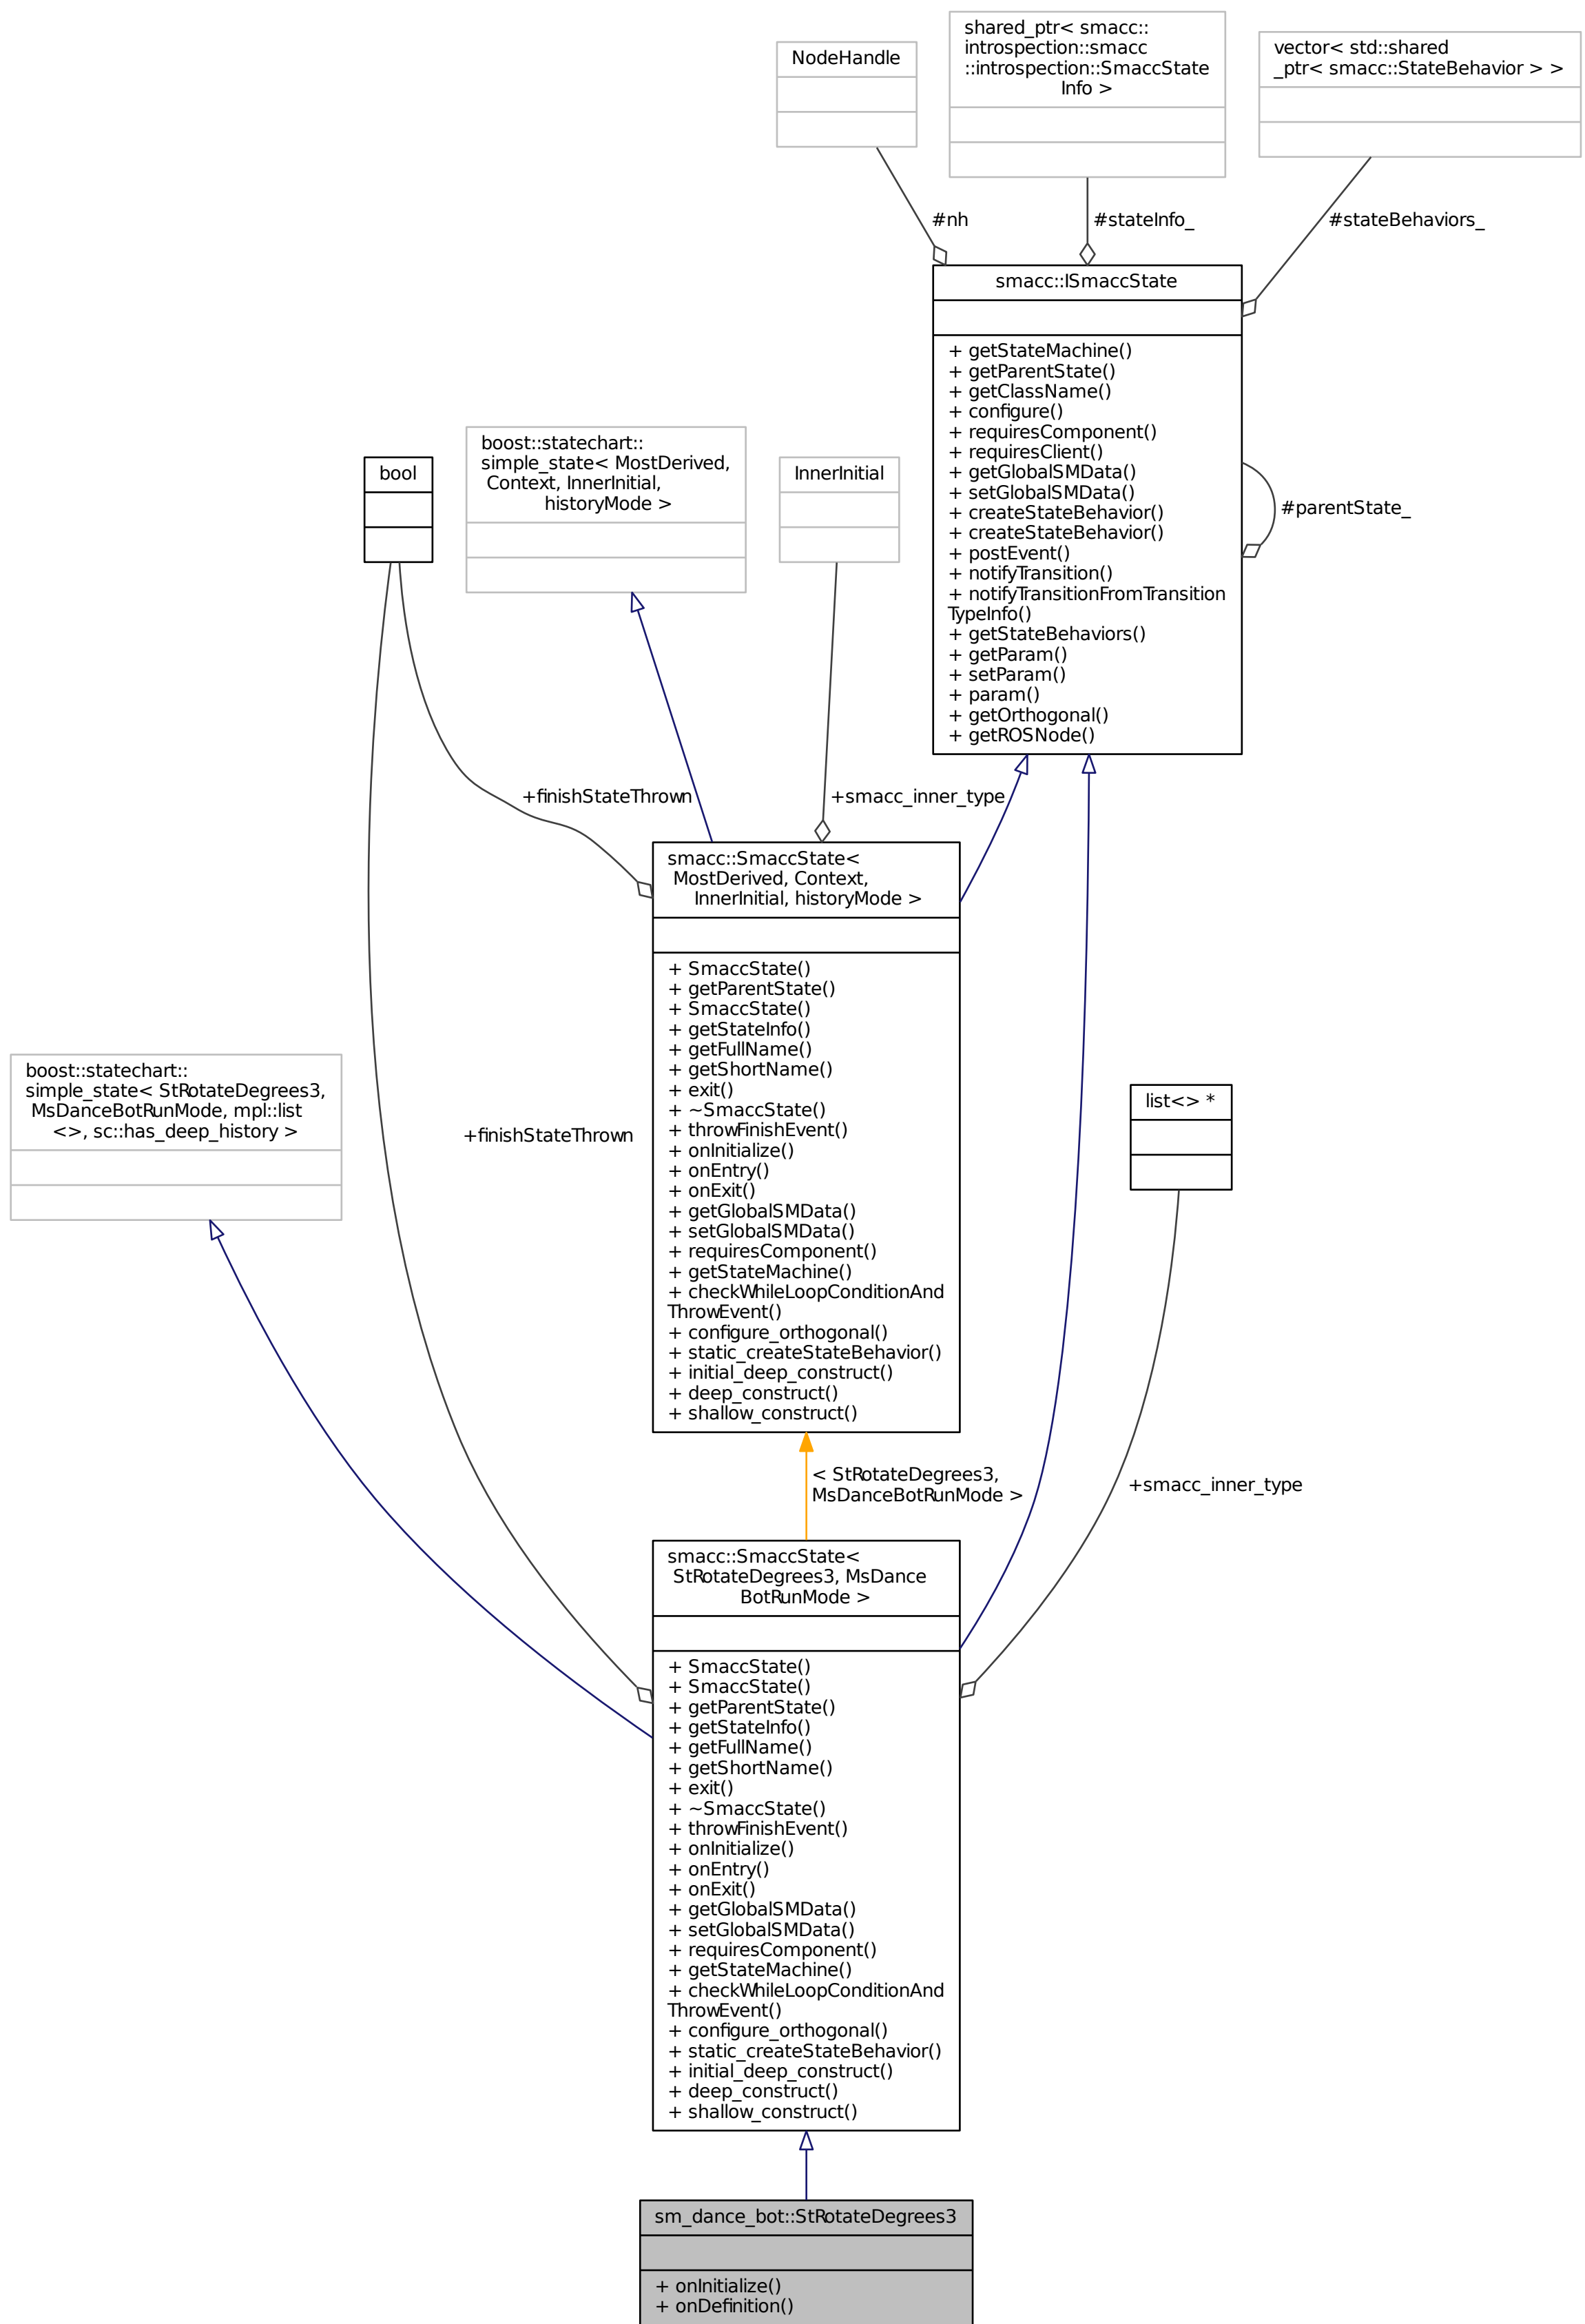 NodeHandle
shared_ptr< smacc::
introspection::smacc
::introspection::SmaccState
Info >
vector< std::shared
_ptr< smacc::StateBehavior > >
#nh
#stateInfo_
#stateBehaviors_
smacc::ISmaccState
+ getStateMachine()
+ getParentState()
+ getClassName()
+ configure()
+ requiresComponent()
+ requiresClient()
+ getGlobalSMData()
+ setGlobalSMData()
+ createStateBehavior()
+ createStateBehavior()
+ postEvent()
+ notifyTransition()
+ notifyTransitionFromTransition
TypeInfo()
+ getStateBehaviors()
+ getParam()
+ setParam()
+ param()
+ getOrthogonal()
+ getROSNode()
#parentState_
bool
boost::statechart::
simple_state< MostDerived,
Context, InnerInitial,
historyMode >
InnerInitial
+finishStateThrown
+smacc_inner_type
smacc::SmaccState<
MostDerived, Context,
InnerInitial, historyMode >
+ SmaccState()
+ getParentState()
+ SmaccState()
+ getStateInfo()
+ getFullName()
+ getShortName()
+ exit()
+ ~SmaccState()
+ throwFinishEvent()
+ onInitialize()
+ onEntry()
+ onExit()
+ getGlobalSMData()
+ setGlobalSMData()
+ requiresComponent()
+ getStateMachine()
+ checkWhileLoopConditionAnd
ThrowEvent()
+ configure_orthogonal()
+ static_createStateBehavior()
+ initial_deep_construct()
+ deep_construct()
+ shallow_construct()
boost::statechart::
simple_state< StRotateDegrees3,
MsDanceBotRunMode, mpl::list
<>, sc::has_deep_history >
+finishStateThrown
list<> *
< StRotateDegrees3,
MsDanceBotRunMode >
+smacc_inner_type
smacc::SmaccState<
StRotateDegrees3, MsDance
BotRunMode >
+ SmaccState()
+ SmaccState()
+ getParentState()
+ getStateInfo()
+ getFullName()
+ getShortName()
+ exit()
+ ~SmaccState()
+ throwFinishEvent()
+ onInitialize()
+ onEntry()
+ onExit()
+ getGlobalSMData()
+ setGlobalSMData()
+ requiresComponent()
+ getStateMachine()
+ checkWhileLoopConditionAnd
ThrowEvent()
+ configure_orthogonal()
+ static_createStateBehavior()
+ initial_deep_construct()
+ deep_construct()
+ shallow_construct()
sm_dance_bot::StRotateDegrees3
+ onInitialize()
+ onDefinition()